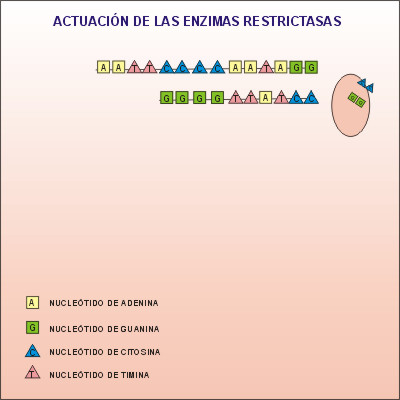 ACTUACIÓN DE LAS ENZIMAS RESTRICTASAS
A A T T C C C C A A T A G G
G G G G T T A T C C
G G
A NUCLEÓTIDO DE ADENINA
G NUCLEÓTIDO DE GUANINA
C NUCLEÓTIDO DE CITOSINA
T NUCLEÓTIDO DE TIMINA